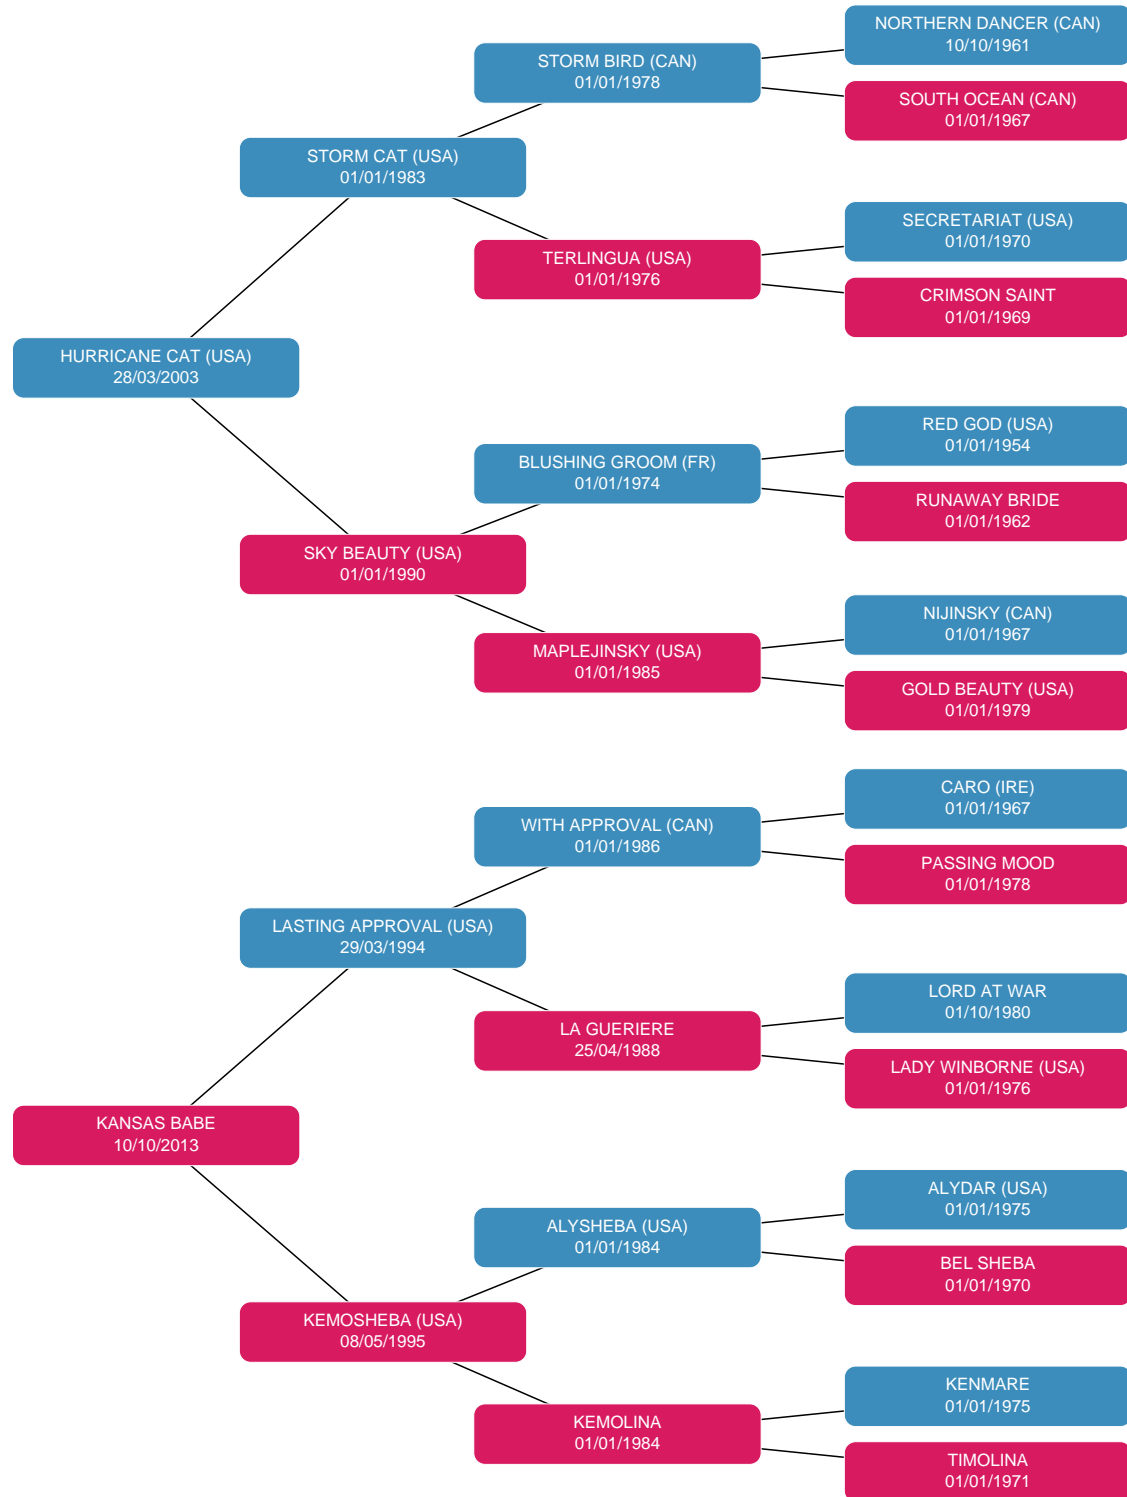 NORTHERN DANCER (CAN)
10/10/1961
STORM BIRD (CAN)
01/01/1978
SOUTH OCEAN (CAN)
01/01/1967
STORM CAT (USA)
01/01/1983
SECRETARIAT (USA)
01/01/1970
TERLINGUA (USA)
01/01/1976
CRIMSON SAINT
01/01/1969
HURRICANE CAT (USA)
28/03/2003
RED GOD (USA)
01/01/1954
BLUSHING GROOM (FR)
01/01/1974
RUNAWAY BRIDE
01/01/1962
SKY BEAUTY (USA)
01/01/1990
NIJINSKY (CAN)
01/01/1967
MAPLEJINSKY (USA)
01/01/1985
GOLD BEAUTY (USA)
01/01/1979
CARO (IRE)
01/01/1967
WITH APPROVAL (CAN)
01/01/1986
PASSING MOOD
01/01/1978
LASTING APPROVAL (USA)
29/03/1994
LORD AT WAR
01/10/1980
LA GUERIERE
25/04/1988
LADY WINBORNE (USA)
01/01/1976
KANSAS BABE
10/10/2013
ALYDAR (USA)
01/01/1975
ALYSHEBA (USA)
01/01/1984
BEL SHEBA
01/01/1970
KEMOSHEBA (USA)
08/05/1995
KENMARE
01/01/1975
KEMOLINA
01/01/1984
TIMOLINA
01/01/1971